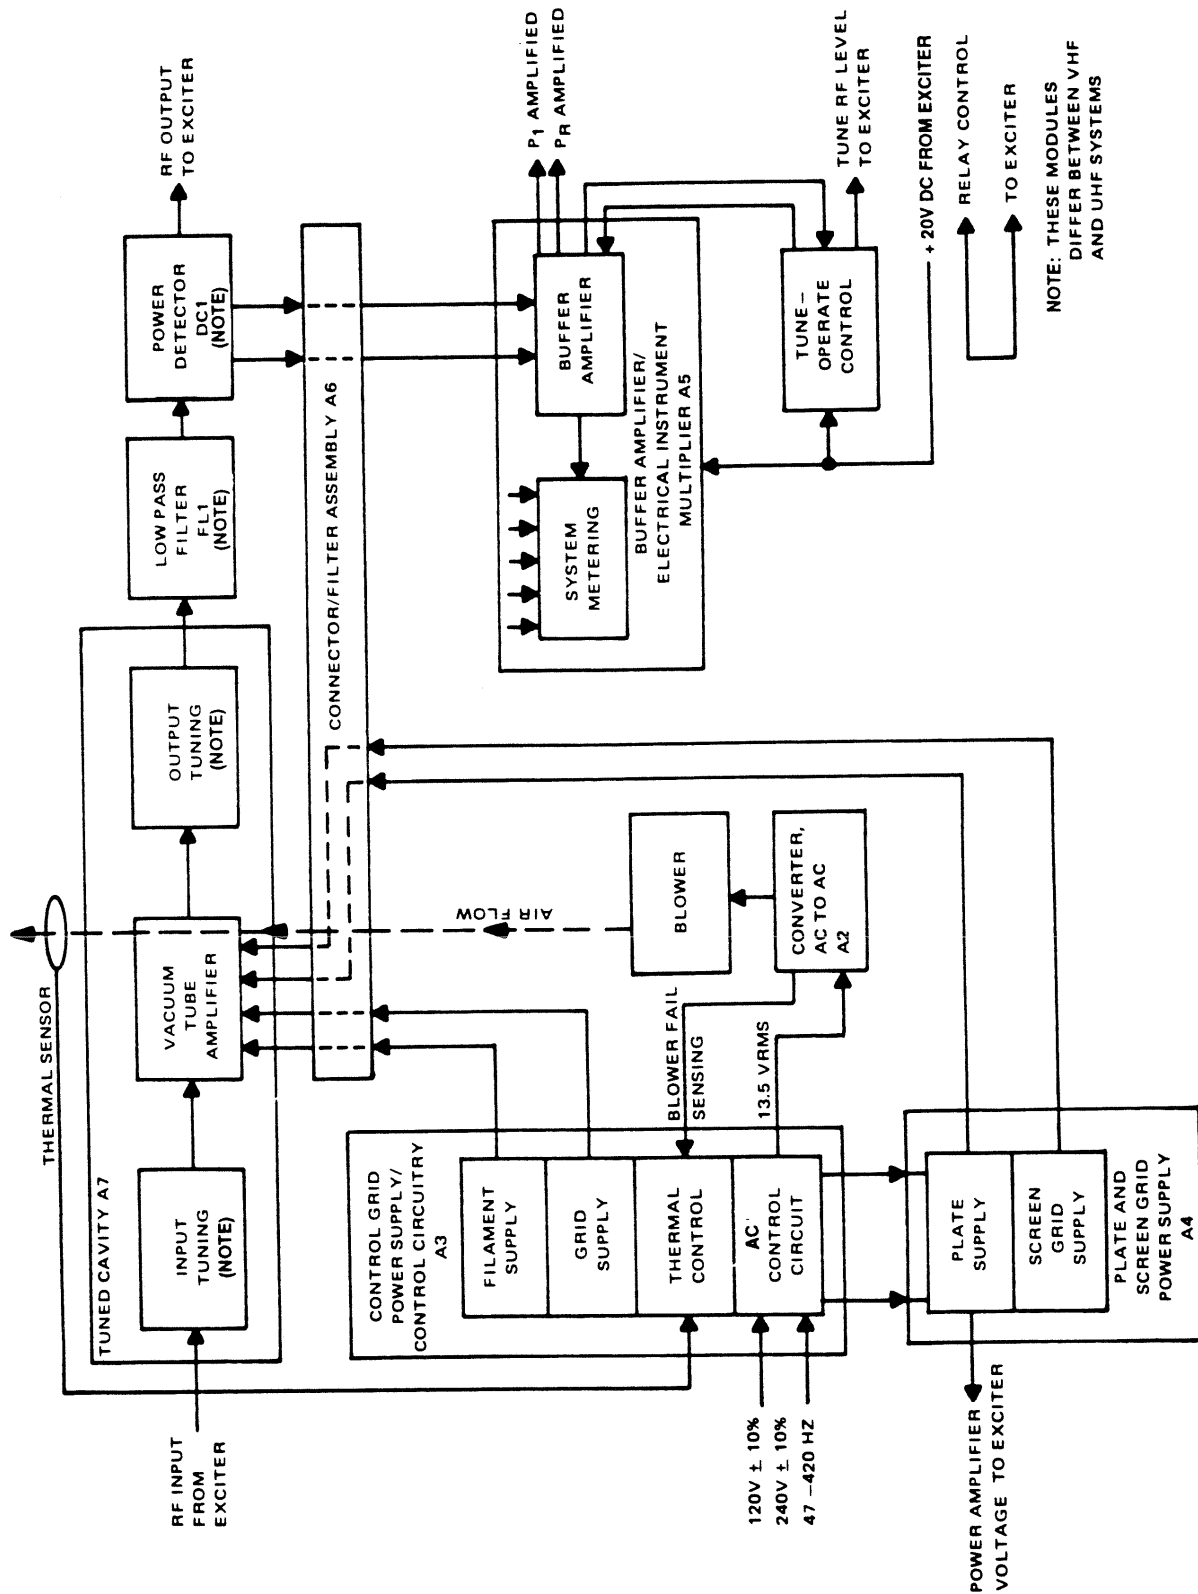 THERMAL SENSOR
TUNED CAVITY A7
RF INPUT
FROM
EXCITER
INPUT
TUNING
(NOTE)
VACUUM
TUBE
AMPLIFIER
OUTPUT
TUNING
(NOTE)
LOW PASS
FILTER
FL1
(NOTE)
POWER
DETECTOR
DC1
(NOTE)
RF OUTPUT
TO EXCITER
CONNECTOR/FILTER ASSEMBLY A6
CONTROL GRID
POWER SUPPLY/
CONTROL CIRCUITRY
A3
FILAMENT
SUPPLY
GRID
SUPPLY
THERMAL
CONTROL
AC
CONTROL
CIRCUIT
120V ± 10%
240V ± 10%
47 –420 HZ
BLOWER FAIL
SENSING
13.5 VRMS
AIR FLOW
BLOWER
CONVERTER,
AC TO AC
A2
PLATE
SUPPLY
SCREEN
GRID
SUPPLY
PLATE AND
SCREEN GRID
POWER SUPPLY
A4
POWER AMPLIFIER
VOLTAGE TO EXCITER
SYSTEM
METERING
BUFFER
AMPLIFIER
BUFFER AMPLIFIER/
ELECTRICAL INSTRUMENT
MULTIPLIER A5
P1 AMPLIFIED
PR AMPLIFIED
TUNE–
OPERATE
CONTROL
TUNE RF LEVEL
TO EXCITER
+ 20V DC FROM EXCITER
RELAY CONTROL
TO EXCITER
NOTE: THESE MODULES
DIFFER BETWEEN VHF
AND UHF SYSTEMS